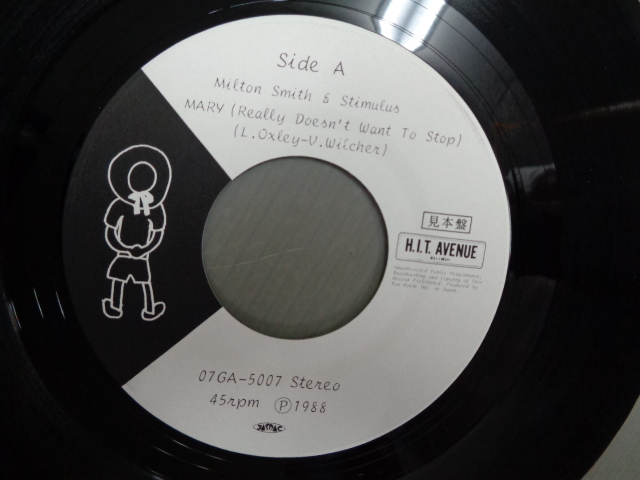 Side A
Milton Smith & Stimulus
MARY (Really Doesn't Want To Stop)
(L.Oxley-V.Wilcher)
見本盤
H.I.T. AVENUE
07GA-5007 Stereo
45rpm Ⓟ1988